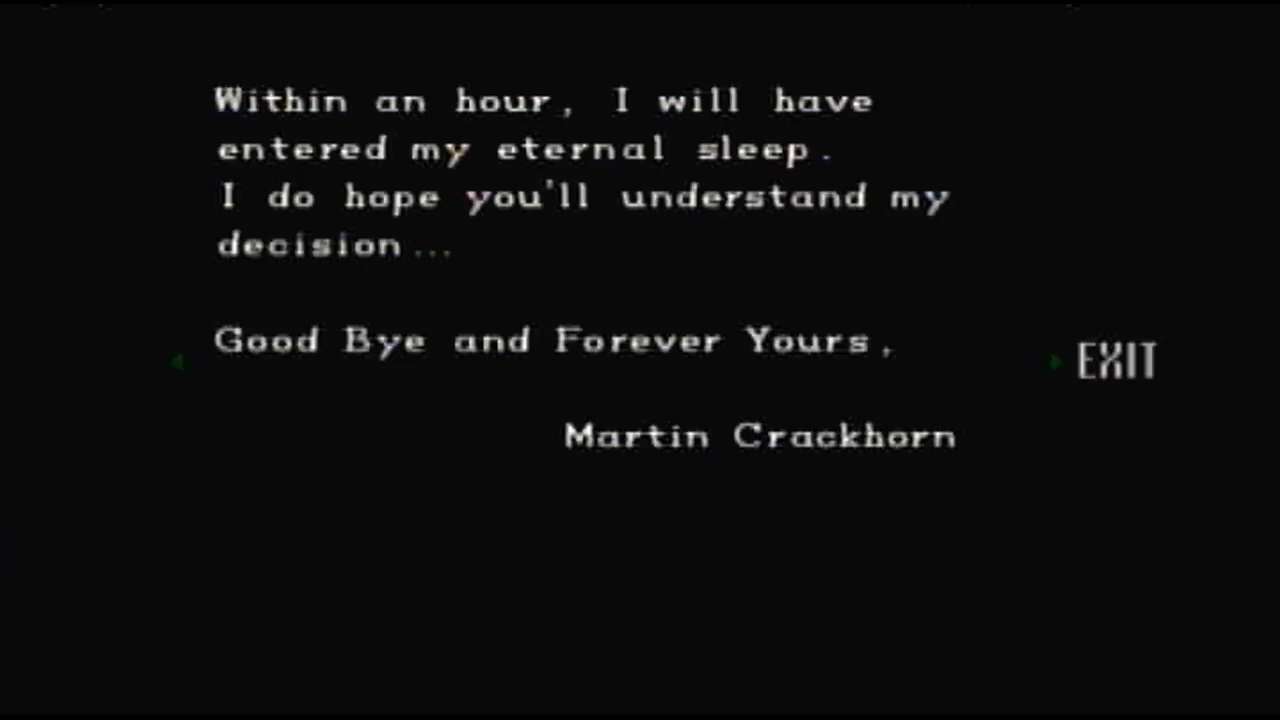 Within an hour, I will have
entered my eternal sleep.
I do hope you'll understand my
decision...
Good Bye and Forever Yours,
EXIT
Martin Crackhorn